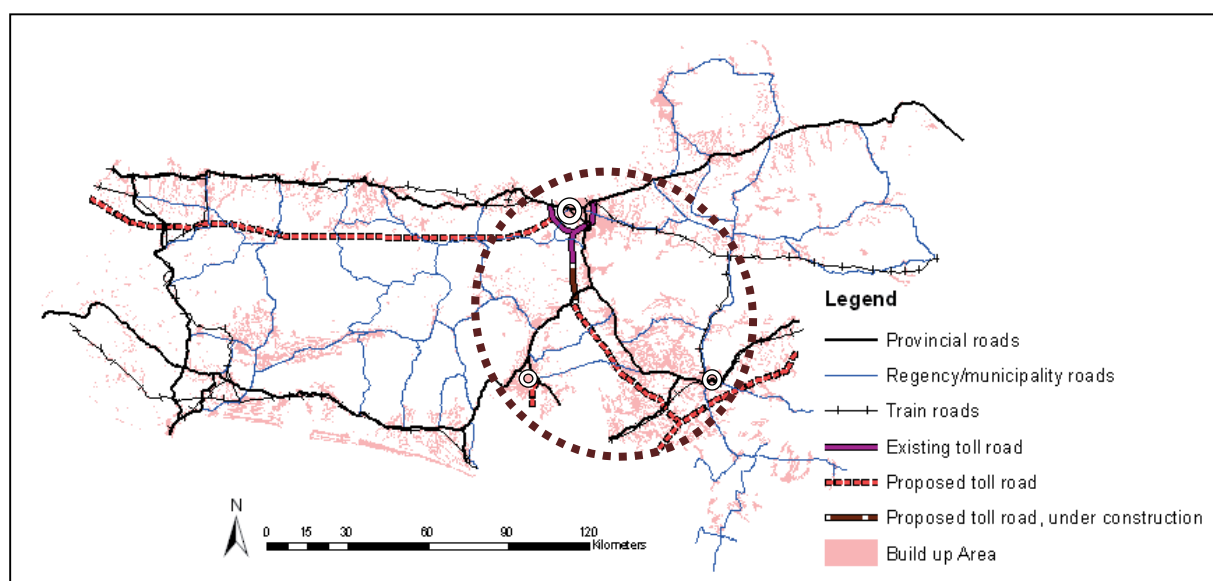 Legend
Provincial roads
Regency/municipality roads
Train roads
Existing toll road
Proposed toll road
Proposed toll road, under construction
Build up Area
N
0 15 30 60 90 120
Kilometers